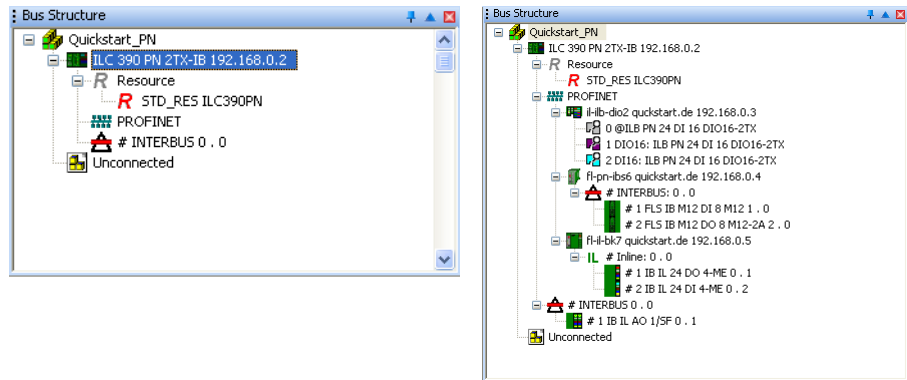 Bus Structure
Quickstart_PN
ILC 390 PN 2TX-IB 192.168.0.2
R Resource
R STD_RES ILC390PN
PROFINET
# INTERBUS 0 . 0
Unconnected
Bus Structure
Quickstart_PN
ILC 390 PN 2TX-IB 192.168.0.2
R Resource
R STD_RES ILC390PN
PROFINET
il-ilb-dio2 quckstart.de 192.168.0.3
0 @ILB PN 24 DI 16 DIO16-2TX
1 DIO16: ILB PN 24 DI 16 DIO16-2TX
2 DI16: ILB PN 24 DI 16 DIO16-2TX
fl-pn-ibs6 quickstart.de 192.168.0.4
# INTERBUS: 0 . 0
# 1 FLS IB M12 DI 8 M12 1 . 0
# 2 FLS IB M12 DO 8 M12-2A 2 . 0
fl-il-bk7 quickstart.de 192.168.0.5
IL # Inline: 0 . 0
# 1 IB IL 24 DO 4-ME 0 . 1
# 2 IB IL 24 DI 4-ME 0 . 2
# INTERBUS 0 . 0
# 1 IB IL AO 1/SF 0 . 1
Unconnected